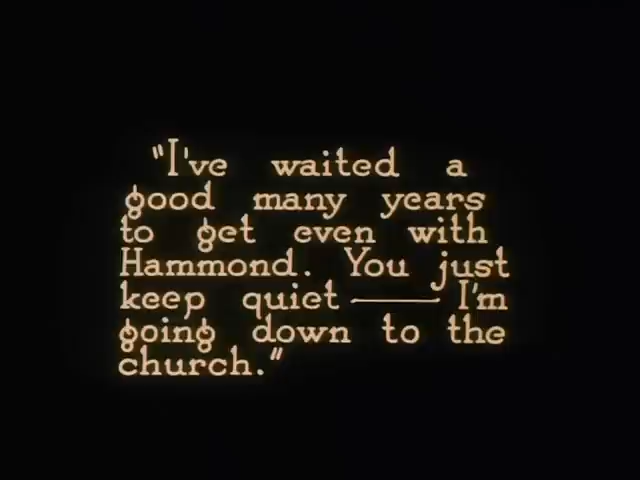 "I've waited a
good many years
to get even with
Hammond. You just
keep quiet —— I'm
going down to the
church."